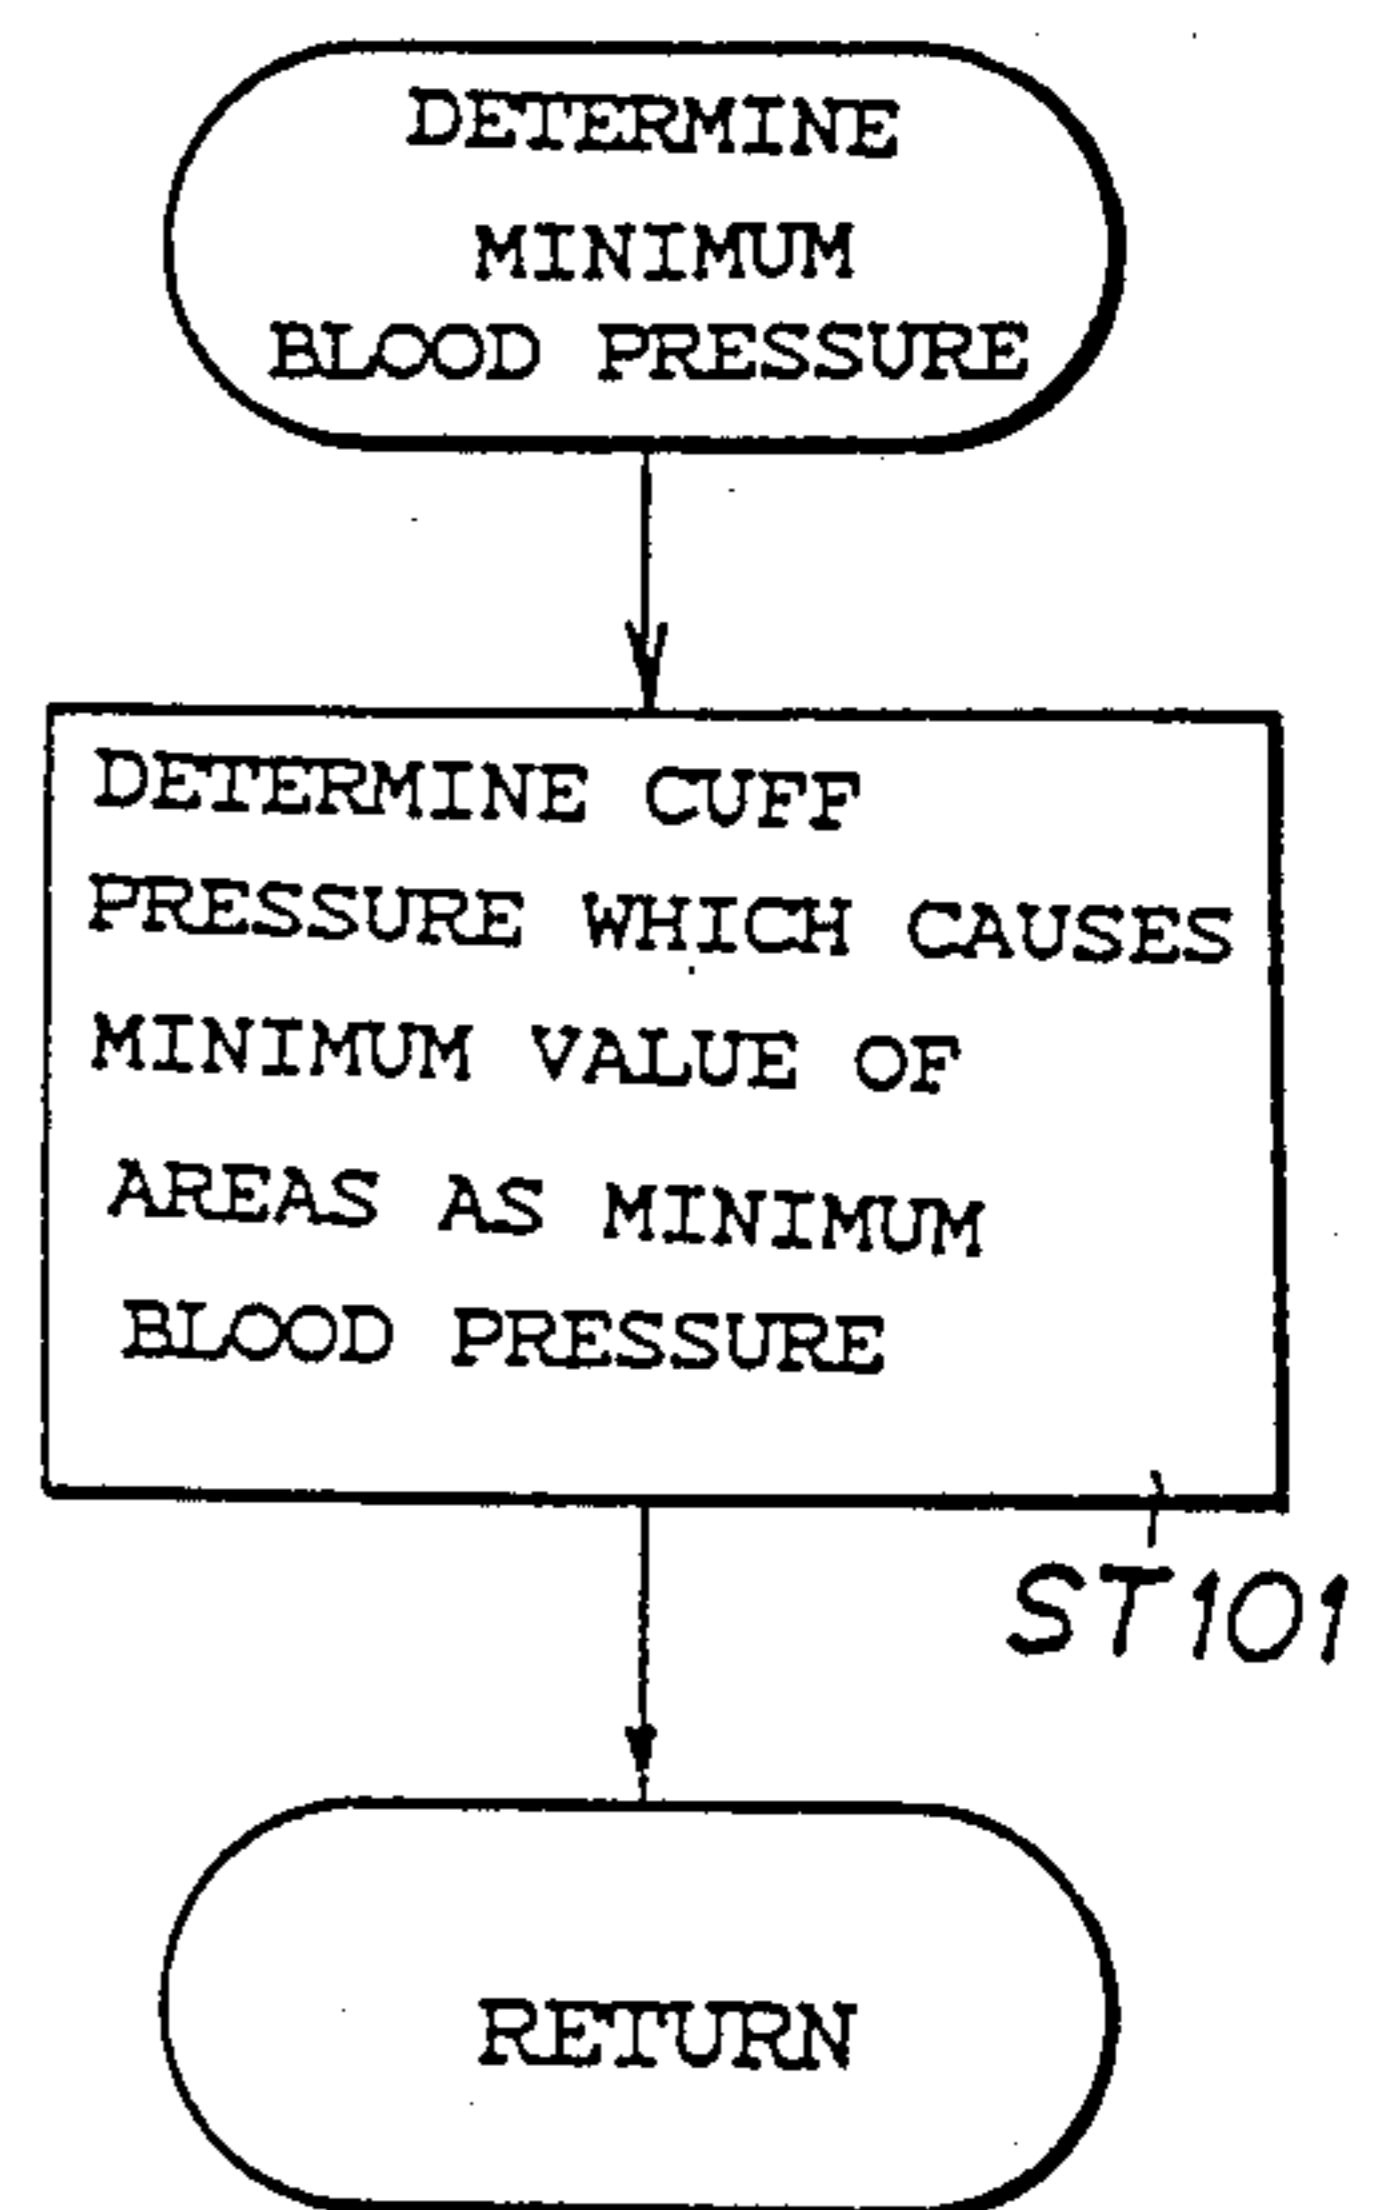 DETERMINE
MINIMUM
BLOOD PRESSURE
DETERMINE CUFF
PRESSURE WHICH CAUSES
MINIMUM VALUE OF
AREAS AS MINIMUM
BLOOD PRESSURE
ST101
RETURN